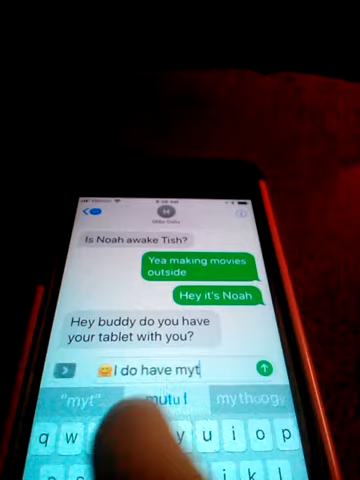 Is Noah awake Tish?
Yea making movies
outside
Hey it's Noah
Hey buddy do you have
your tablet with you?
😊I do have myt
"myt"
q w y u i o p
j k l